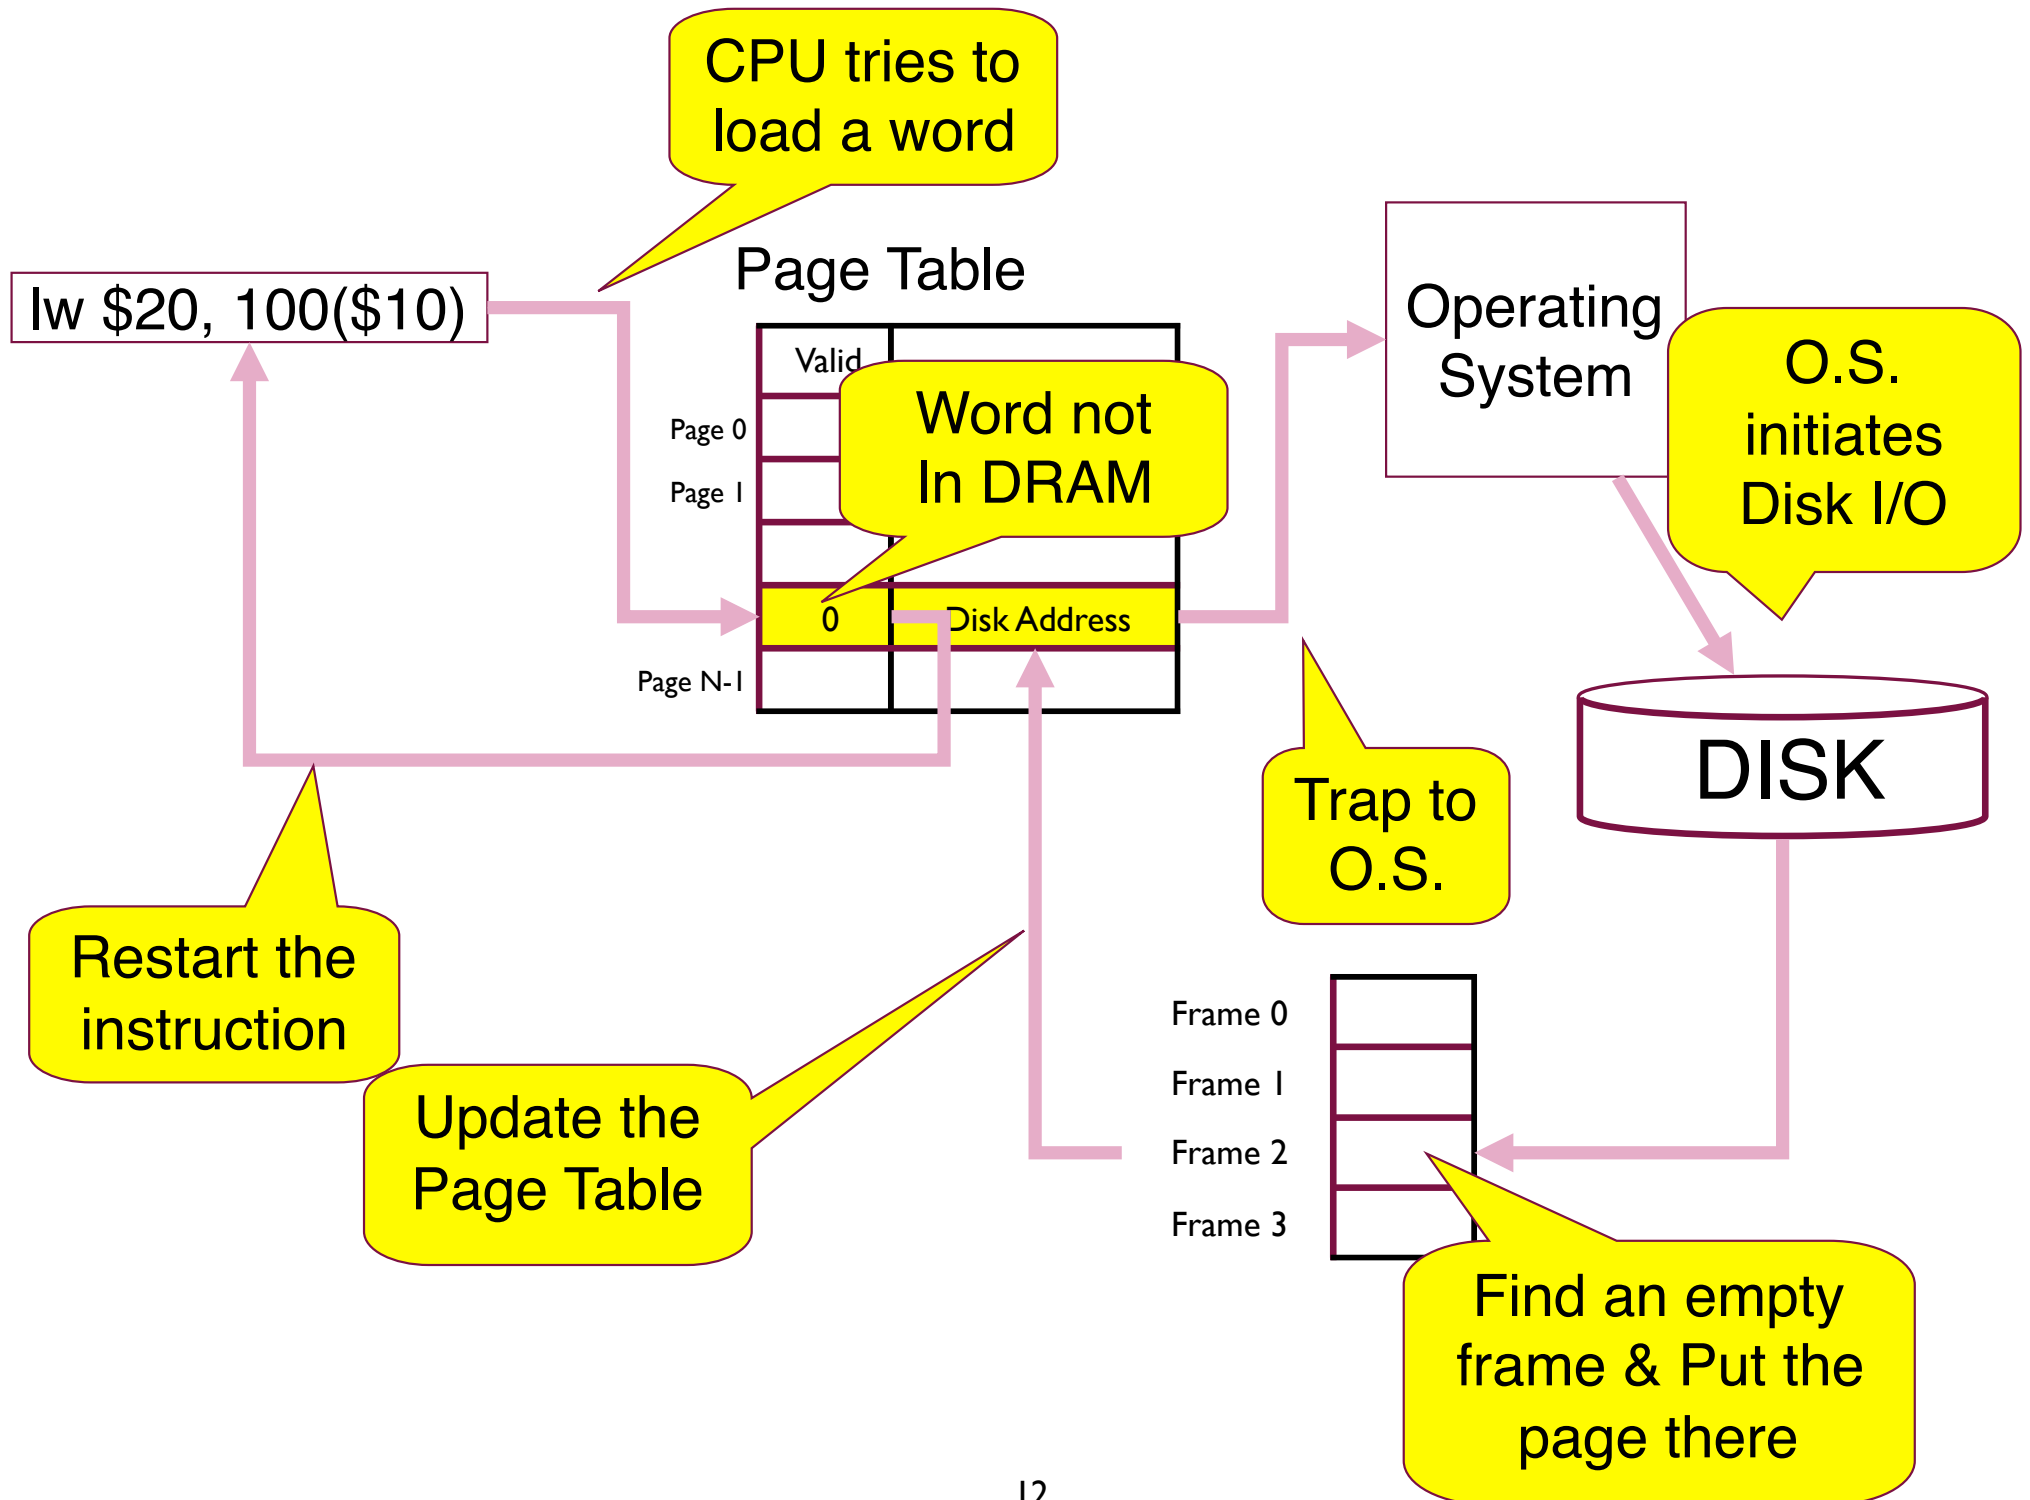 CPU tries to
load a word
Page Table
lw $20, 100($10)
Operating
System
O.S.
initiates
Disk I/O
Valid
Word not
In DRAM
Page 0
Page 1
0
Disk Address
Page N-1
DISK
Trap to
O.S.
Restart the
instruction
Update the
Page Table
Frame 0
Frame 1
Frame 2
Frame 3
Find an empty
frame & Put the
page there
12